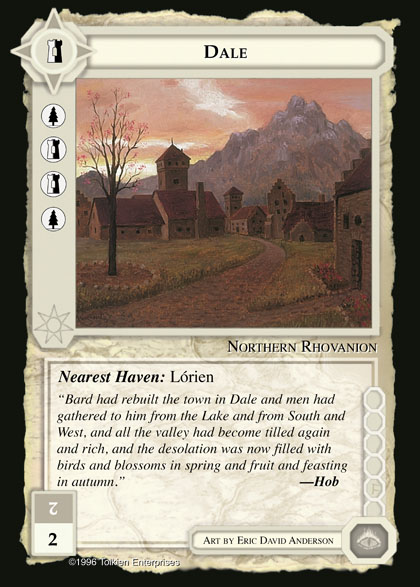 Dale
Northern Rhovanion
Nearest Haven: Lórien
“Bard had rebuilt the town in Dale and men had
gathered to him from the Lake and from South and
West, and all the valley had become tilled again
and rich, and the desolation was now filled with
birds and blossoms in spring and fruit and feasting
in autumn.” —Hob
2
2
©1996 Tolkien Enterprises
Art by Eric David Anderson